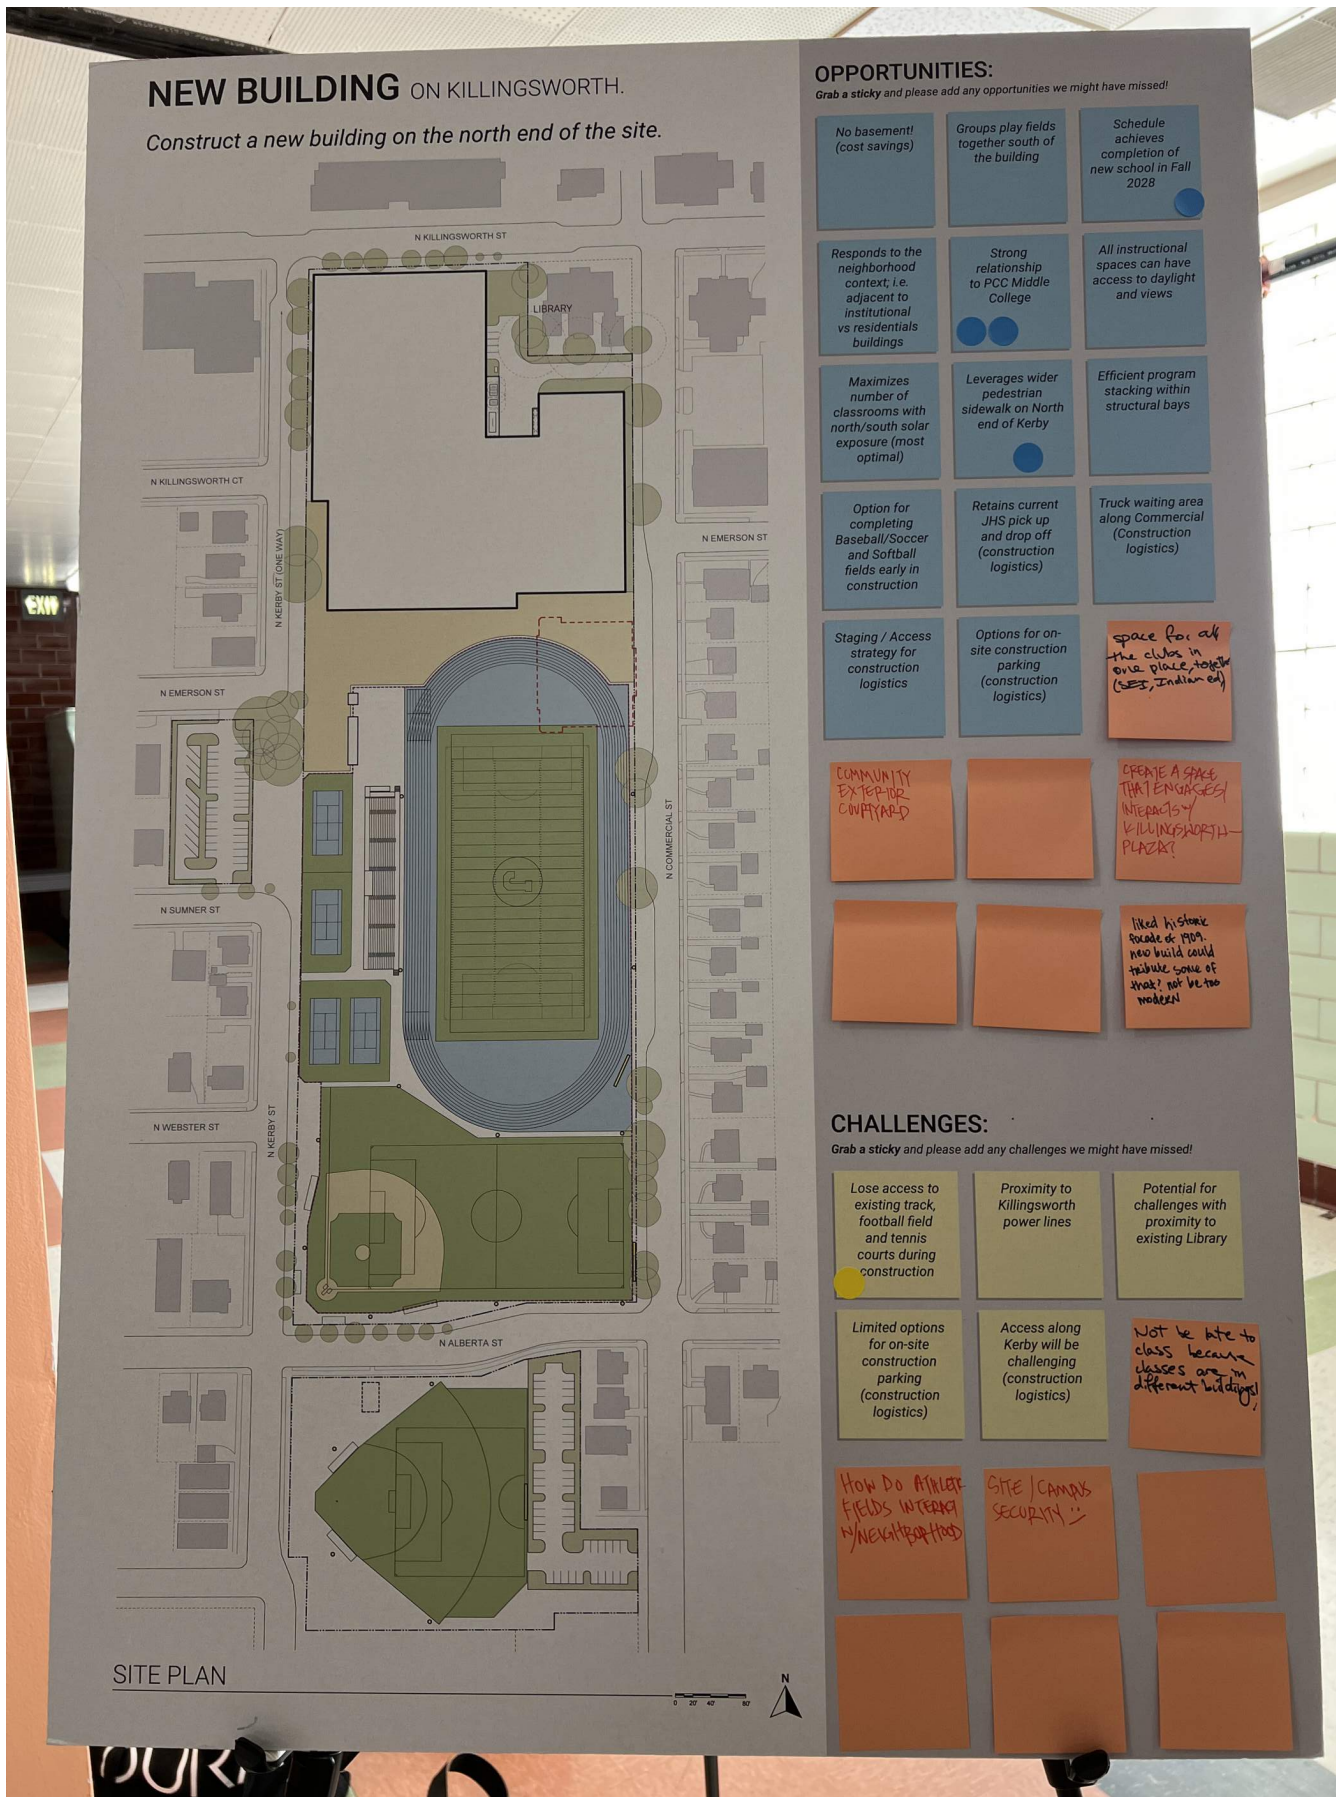 NEW BUILDING ON KILLINGSWORTH.
Construct a new building on the north end of the site.
N KILLINGSWORTH ST
LIBRARY
N KILLINGSWORTH CT
N KERBY ST (ONE WAY)
N EMERSON ST
N EMERSON ST
N COMMERCIAL ST
N SUMNER ST
N WEBSTER ST
N KERBY ST
N ALBERTA ST
SITE PLAN
0 20' 40' 80'
N
EXIT
OPPORTUNITIES:
Grab a sticky and please add any opportunities we might have missed!
No basement!
(cost savings)
Groups play fields
together south of
the building
Schedule
achieves
completion of
new school in Fall
2028
Responds to the
neighborhood
context; i.e.
adjacent to
institutional
vs residentials
buildings
Strong
relationship
to PCC Middle
College
All instructional
spaces can have
access to daylight
and views
Maximizes
number of
classrooms with
north/south solar
exposure (most
optimal)
Leverages wider
pedestrian
sidewalk on North
end of Kerby
Efficient program
stacking within
structural bays
Option for
completing
Baseball/Soccer
and Softball
fields early in
construction
Retains current
JHS pick up
and drop off
(construction
logistics)
Truck waiting area
along Commercial
(Construction
logistics)
Staging / Access
strategy for
construction
logistics
Options for on-
site construction
parking
(construction
logistics)
space for all
the clubs in
one place, together
(SEI, Indian ed)
COMMUNITY
EXTERIOR
COURTYARD
CREATE A SPACE
THAT ENGAGES/
INTERACTS w/
KILLINGSWORTH—
PLAZA?
liked historic
facade of 1909.
new build could
tribute some of
that? not be too
modern
CHALLENGES:
Grab a sticky and please add any challenges we might have missed!
Lose access to
existing track,
football field
and tennis
courts during
construction
Proximity to
Killingsworth
power lines
Potential for
challenges with
proximity to
existing Library
Limited options
for on-site
construction
parking
(construction
logistics)
Access along
Kerby will be
challenging
(construction
logistics)
Not be late to
class because
classes are in
different buildings!
HOW DO ATHLETIC
FIELDS INTERACT
W/NEIGHBORHOOD
SITE / CAMPUS
SECURITY